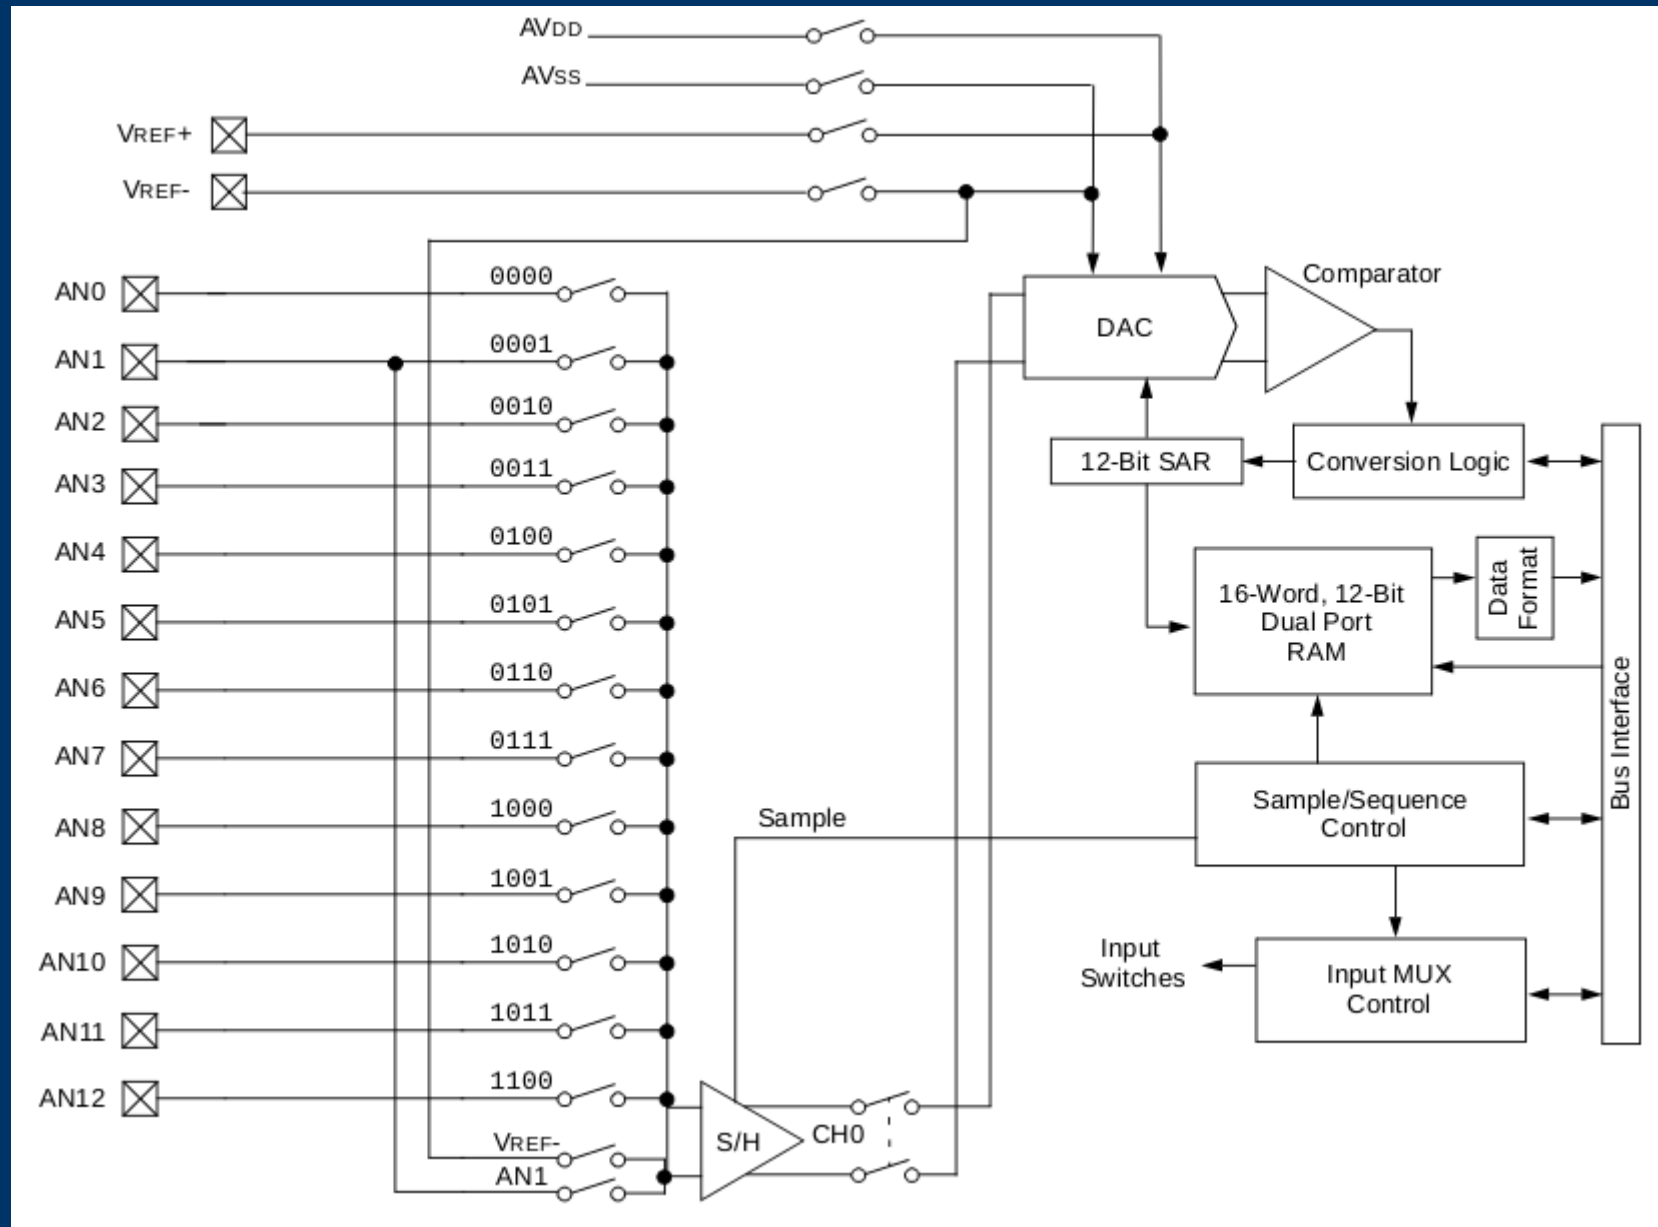 AVDD
AVSS
VREF+
VREF-
AN0
0000
AN1
0001
AN2
0010
AN3
0011
AN4
0100
AN5
0101
AN6
0110
AN7
0111
AN8
1000
AN9
1001
AN10
1010
AN11
1011
AN12
1100
VREF-
AN1
S/H
CH0
Sample
DAC
Comparator
12-Bit SAR
Conversion Logic
16-Word, 12-Bit
Dual Port
RAM
Data
Format
Bus Interface
Sample/Sequence
Control
Input
Switches
Input MUX
Control